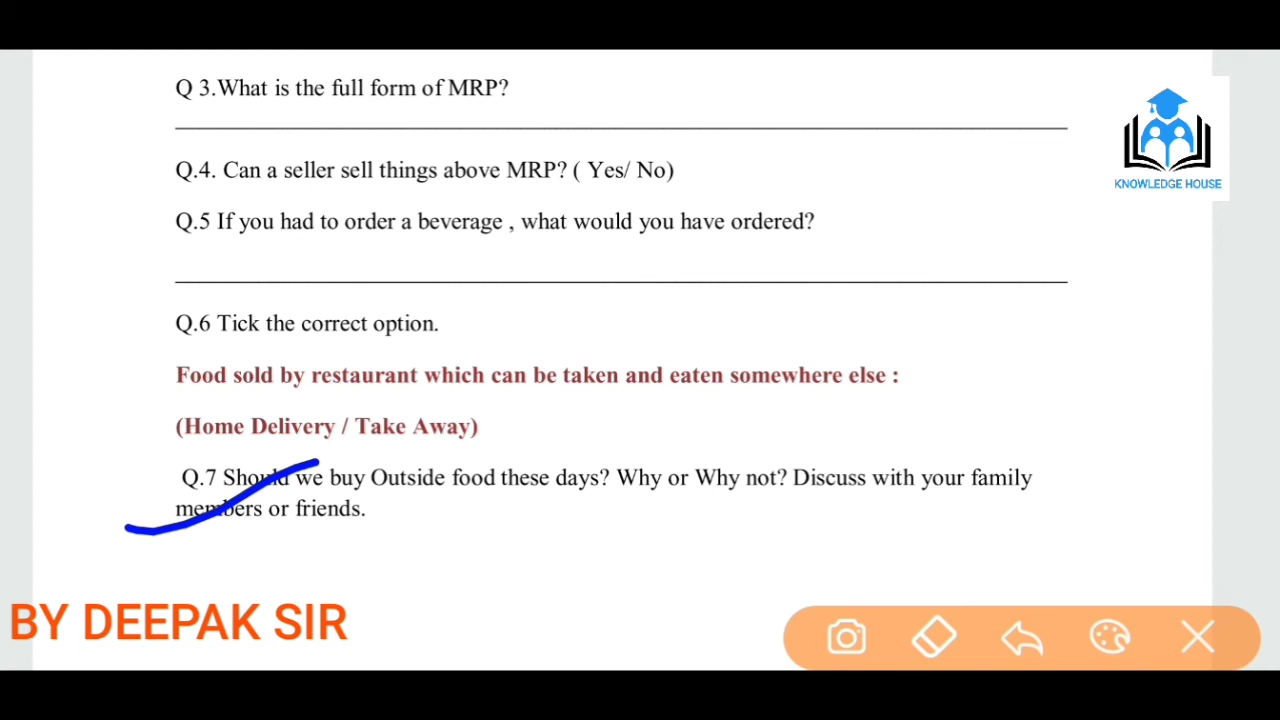 Q 3.What is the full form of MRP?
KNOWLEDGE HOUSE
Q.4. Can a seller sell things above MRP? ( Yes/ No)
Q.5 If you had to order a beverage , what would you have ordered?
Q.6 Tick the correct option.
Food sold by restaurant which can be taken and eaten somewhere else :
(Home Delivery / Take Away)
Q.7 Should we buy Outside food these days? Why or Why not? Discuss with your family
members or friends.
BY DEEPAK SIR